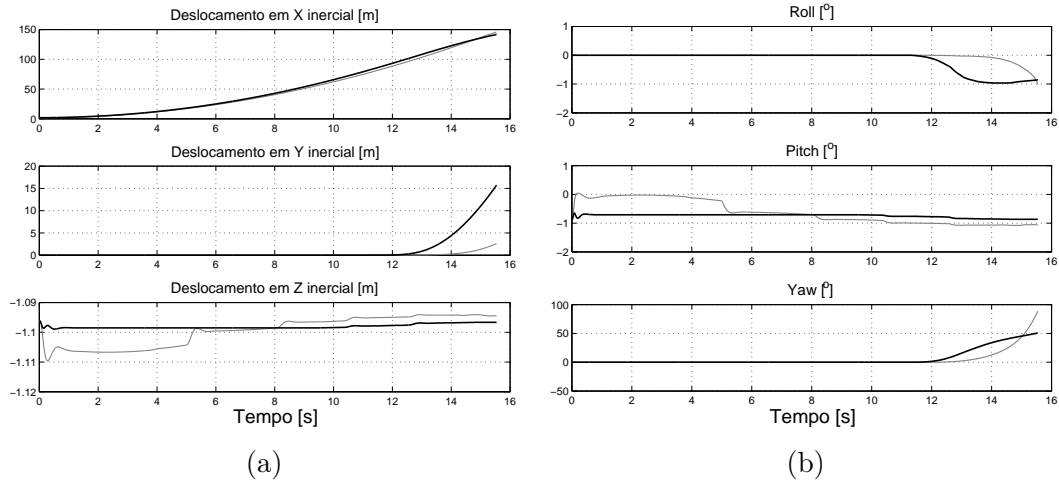 Deslocamento em X inercial [m]
150
100
50
0
0 2 4 6 8 10 12 14 16
Deslocamento em Y inercial [m]
20
15
10
5
0
0 2 4 6 8 10 12 14 16
Deslocamento em Z inercial [m]
−1.09
−1.1
−1.11
−1.12
0 2 4 6 8 10 12 14 16
Tempo [s]
(a)
Roll [o]
1
0
−1
−2
0 2 4 6 8 10 12 14 16
Pitch [o]
1
0
−1
−2
0 2 4 6 8 10 12 14 16
Yaw [o]
100
50
0
−50
0 2 4 6 8 10 12 14 16
Tempo [s]
(b)